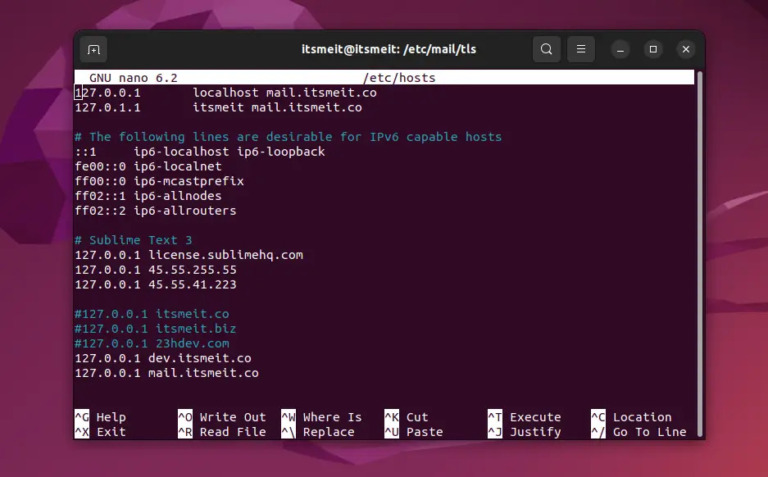 itsmeit@itsmeit: /etc/mail/tls
GNU nano 6.2 /etc/hosts
127.0.0.1 localhost mail.itsmeit.co
127.0.1.1 itsmeit mail.itsmeit.co
# The following lines are desirable for IPv6 capable hosts
::1 ip6-localhost ip6-loopback
fe00::0 ip6-localnet
ff00::0 ip6-mcastprefix
ff02::1 ip6-allnodes
ff02::2 ip6-allrouters
# Sublime Text 3
127.0.0.1 license.sublimehq.com
127.0.0.1 45.55.255.55
127.0.0.1 45.55.41.223
#127.0.0.1 itsmeit.co
#127.0.0.1 itsmeit.biz
#127.0.0.1 23hdev.com
127.0.0.1 dev.itsmeit.co
127.0.0.1 mail.itsmeit.co
^G Help ^O Write Out ^W Where Is ^K Cut ^T Execute ^C Location
^X Exit ^R Read File ^\ Replace ^U Paste ^J Justify ^/ Go To Line